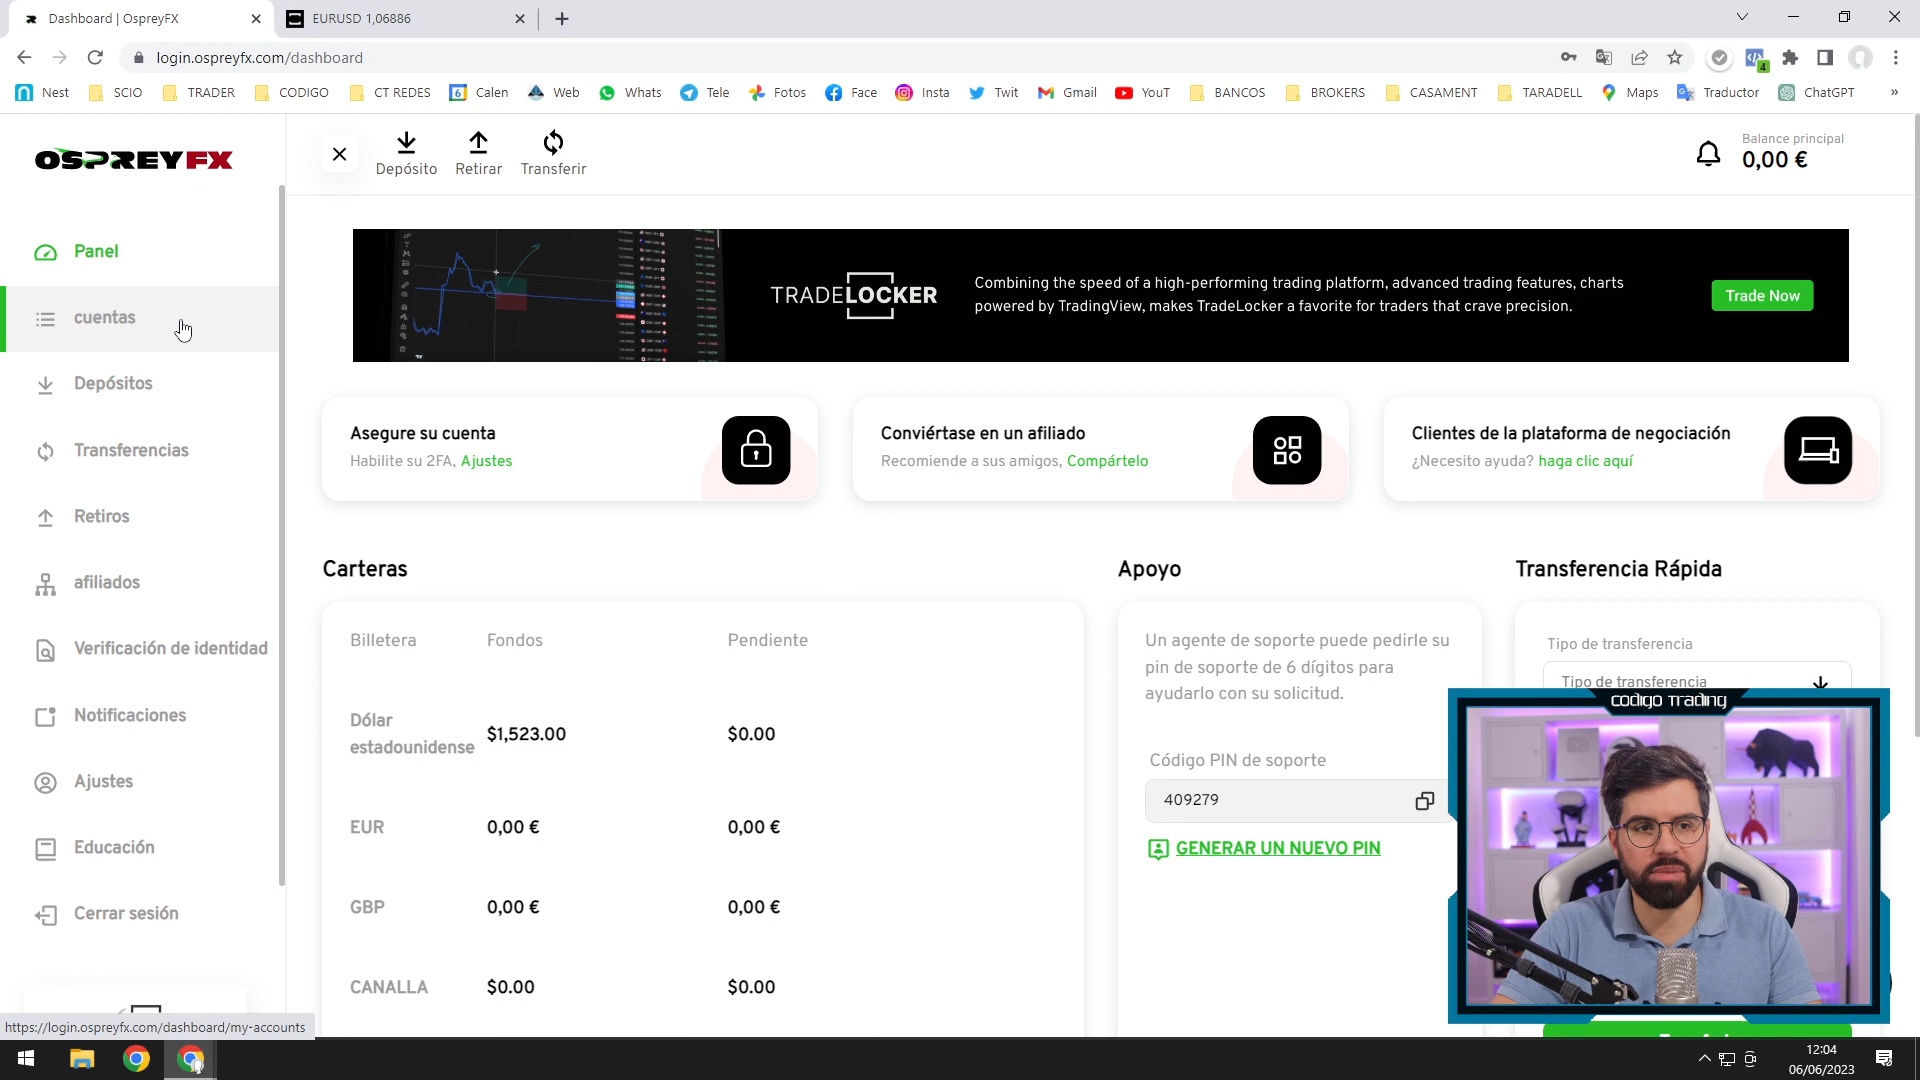 Dashboard | OspreyFX
EURUSD 1,06886
login.ospreyfx.com/dashboard
4
Nest
SCIO
TRADER
CODIGO
CT REDES
6
Calen
Web
Whats
Tele
Fotos
Face
Insta
Twit
Gmail
YouT
BANCOS
BROKERS
CASAMENT
TARADELL
Maps
Traductor
ChatGPT
»
OSPREYFX
Depósito
Retirar
Transferir
Balance principal
0,00 €
Panel
cuentas
Depósitos
Transferencias
Retiros
afiliados
Verificación de identidad
Notificaciones
Ajustes
Educación
Cerrar sesión
TRADELOCKER
Combining the speed of a high-performing trading platform, advanced trading features, charts
powered by TradingView, makes TradeLocker a favorite for traders that crave precision.
Trade Now
Asegure su cuenta
Habilite su 2FA, Ajustes
Conviértase en un afiliado
Recomiende a sus amigos, Compártelo
Clientes de la plataforma de negociación
¿Necesito ayuda? haga clic aquí
Carteras
Billetera Fondos Pendiente
Dólar
estadounidense $1,523.00 $0.00
EUR 0,00 € 0,00 €
GBP 0,00 € 0,00 €
CANALLA $0.00 $0.00
Apoyo
Un agente de soporte puede pedirle su
pin de soporte de 6 dígitos para
ayudarlo con su solicitud.
Código PIN de soporte
409279
GENERAR UN NUEVO PIN
Transferencia Rápida
Tipo de transferencia
Tipo de transferencia
codigo Trading
https://login.ospreyfx.com/dashboard/my-accounts
12:04
06/06/2023